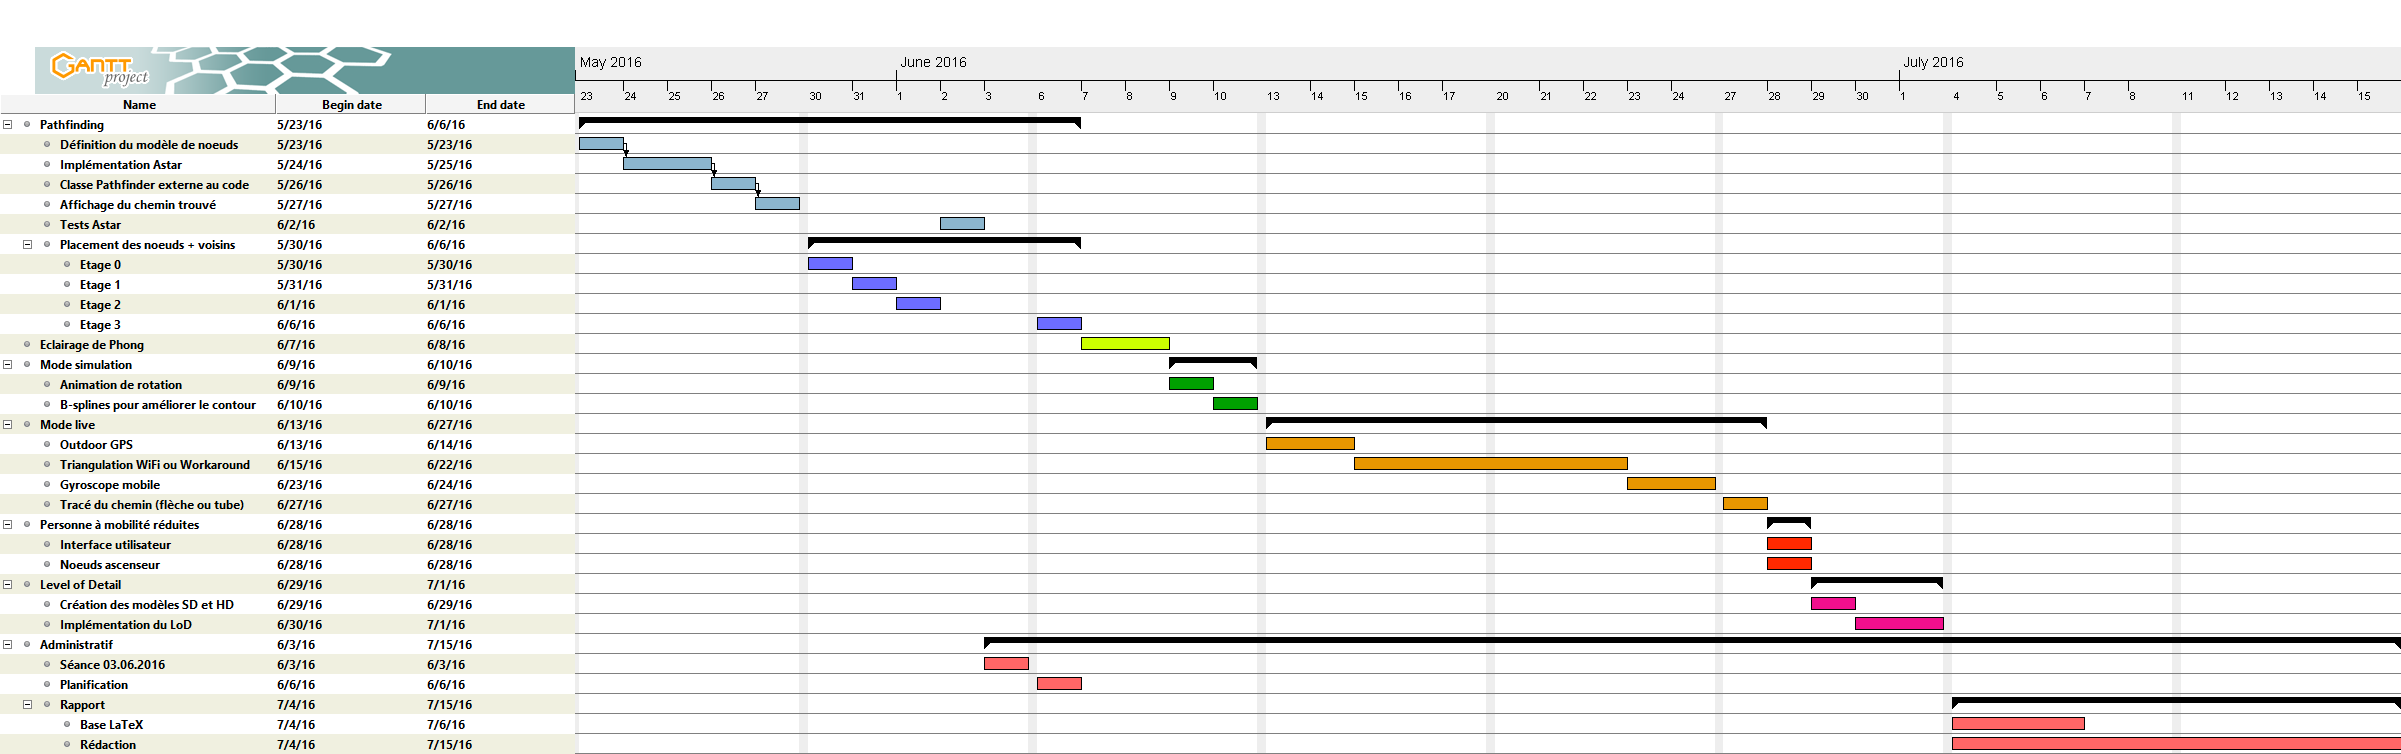 GANTT
project
May 2016 June 2016 July 2016
23 24 25 26 27 30 31 1 2 3 6 7 8 9 10 13 14 15 16 17 20 21 22 23 24 27 28 29 30 1 4 5 6 7 8 11 12 13 14 15
Name Begin date End date
Pathfinding 5/23/16 6/6/16
Définition du modèle de noeuds 5/23/16 5/23/16
Implémentation Astar 5/24/16 5/25/16
Classe Pathfinder externe au code 5/26/16 5/26/16
Affichage du chemin trouvé 5/27/16 5/27/16
Tests Astar 6/2/16 6/2/16
Placement des noeuds + voisins 5/30/16 6/6/16
Etage 0 5/30/16 5/30/16
Etage 1 5/31/16 5/31/16
Etage 2 6/1/16 6/1/16
Etage 3 6/6/16 6/6/16
Eclairage de Phong 6/7/16 6/8/16
Mode simulation 6/9/16 6/10/16
Animation de rotation 6/9/16 6/9/16
B-splines pour améliorer le contour 6/10/16 6/10/16
Mode live 6/13/16 6/27/16
Outdoor GPS 6/13/16 6/14/16
Triangulation WiFi ou Workaround 6/15/16 6/22/16
Gyroscope mobile 6/23/16 6/24/16
Tracé du chemin (flèche ou tube) 6/27/16 6/27/16
Personne à mobilité réduites 6/28/16 6/28/16
Interface utilisateur 6/28/16 6/28/16
Noeuds ascenseur 6/28/16 6/28/16
Level of Detail 6/29/16 7/1/16
Création des modèles SD et HD 6/29/16 6/29/16
Implémentation du LoD 6/30/16 7/1/16
Administratif 6/3/16 7/15/16
Séance 03.06.2016 6/3/16 6/3/16
Planification 6/6/16 6/6/16
Rapport 7/4/16 7/15/16
Base LaTeX 7/4/16 7/6/16
Rédaction 7/4/16 7/15/16